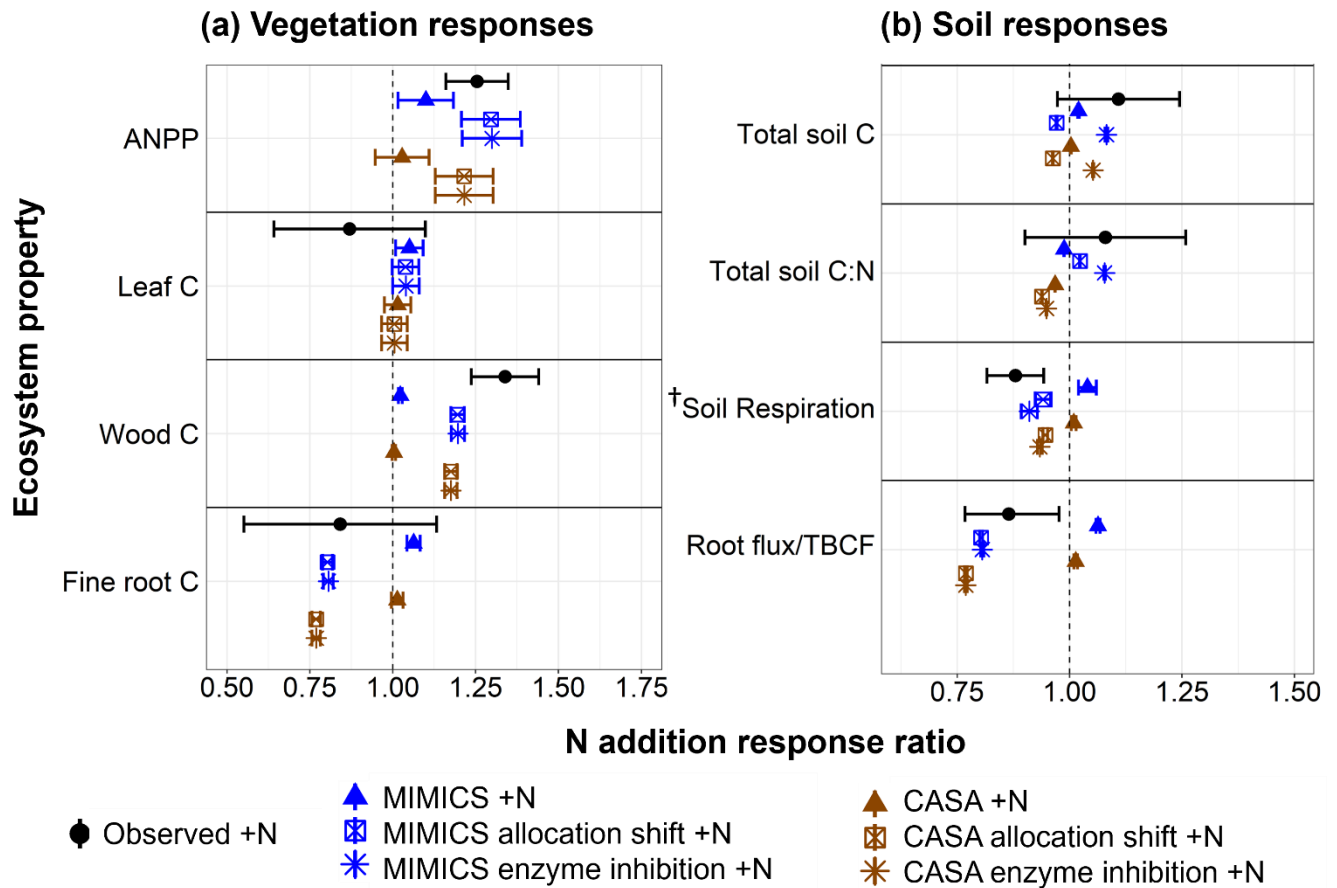 (a) Vegetation responses
(b) Soil responses
Ecosystem property
ANPP
Leaf C
Wood C
Fine root C
0.50 0.75 1.00 1.25 1.50 1.75
Total soil C
Total soil C:N
†Soil Respiration
Root flux/TBCF
0.75 1.00 1.25 1.50
N addition response ratio
Observed +N
MIMICS +N
MIMICS allocation shift +N
MIMICS enzyme inhibition +N
CASA +N
CASA allocation shift +N
CASA enzyme inhibition +N